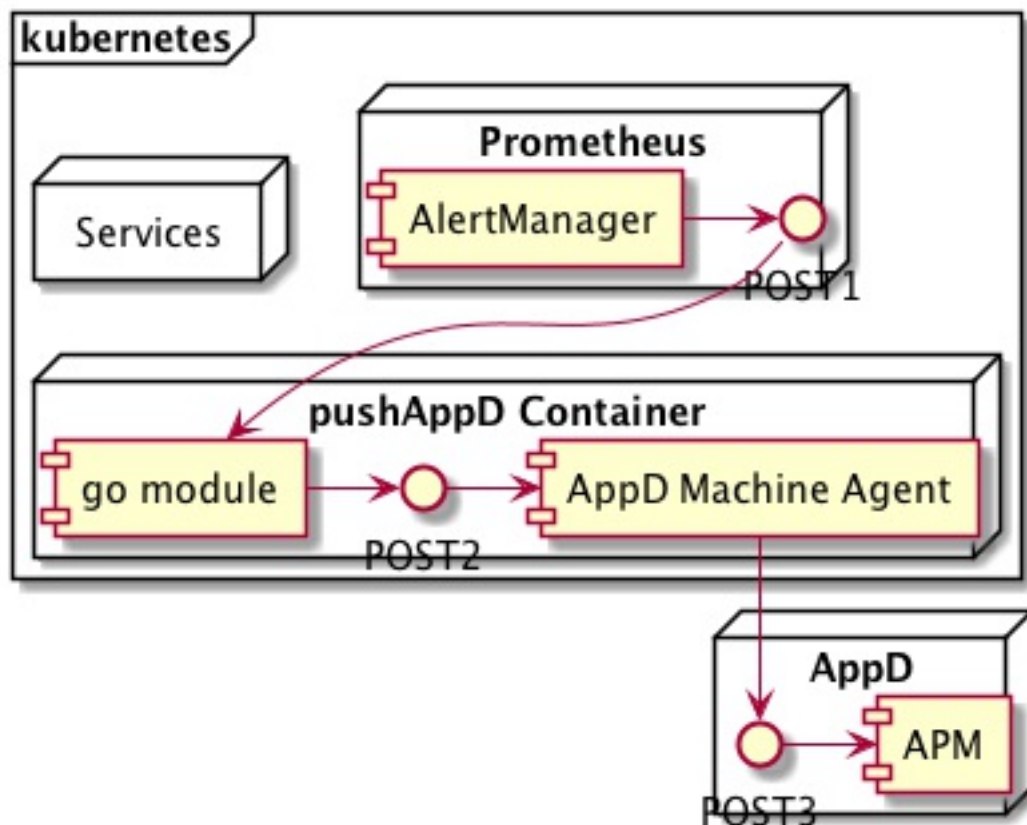 kubernetes
Prometheus
Services
AlertManager
POST1
pushAppD Container
go module
AppD Machine Agent
POST2
AppD
APM
POST3